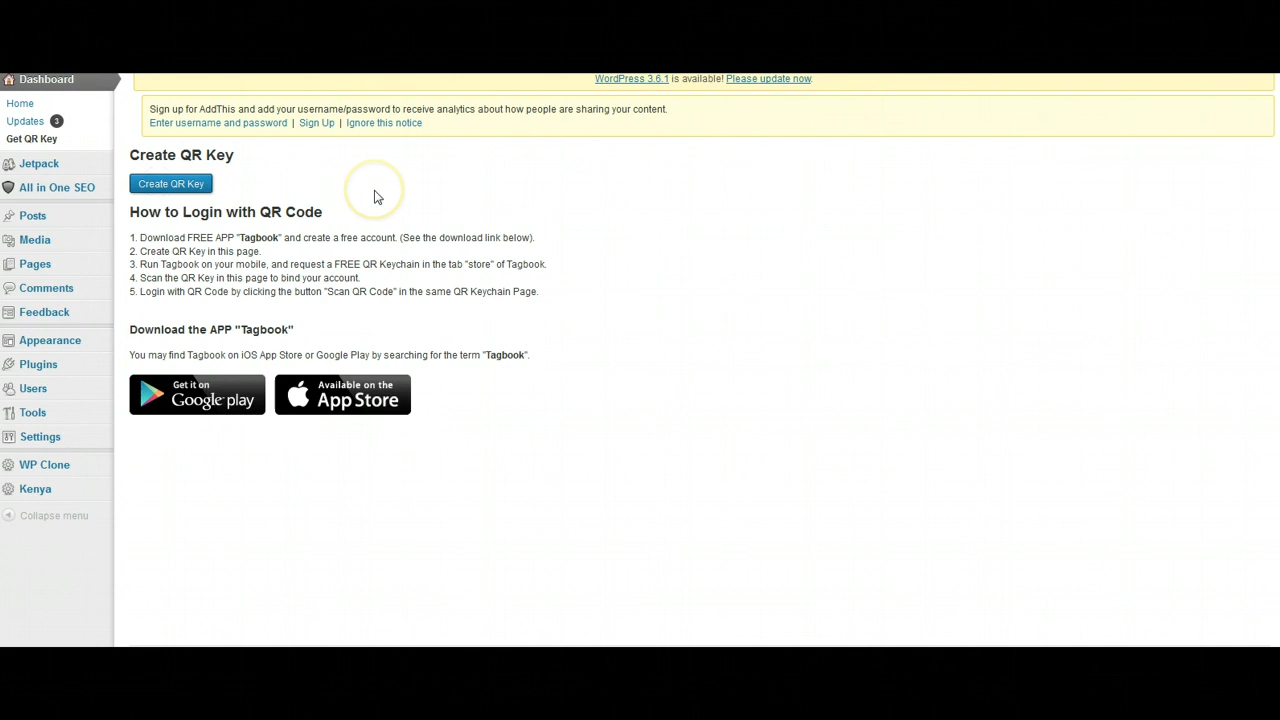 Dashboard
Home
Updates 3
Get QR Key
Jetpack
All in One SEO
Posts
Media
Pages
Comments
Feedback
Appearance
Plugins
Users
Tools
Settings
WP Clone
Kenya
Collapse menu
WordPress 3.6.1 is available! Please update now.
Sign up for AddThis and add your username/password to receive analytics about how people are sharing your content.
Enter username and password | Sign Up | Ignore this notice
Create QR Key
Create QR Key
How to Login with QR Code
1. Download FREE APP "Tagbook" and create a free account. (See the download link below).
2. Create QR Key in this page.
3. Run Tagbook on your mobile, and request a FREE QR Keychain in the tab "store" of Tagbook.
4. Scan the QR Key in this page to bind your account.
5. Login with QR Code by clicking the button "Scan QR Code" in the same QR Keychain Page.
Download the APP "Tagbook"
You may find Tagbook on iOS App Store or Google Play by searching for the term "Tagbook".
Get it on
Google play
Available on the
App Store